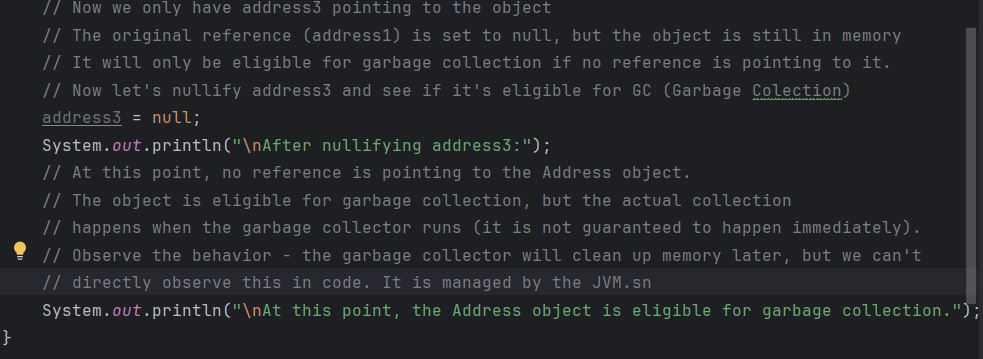 // Now we only have address3 pointing to the object
// The original reference (address1) is set to null, but the object is still in memory
// It will only be eligible for garbage collection if no reference is pointing to it.
// Now let's nullify address3 and see if it's eligible for GC (Garbage Colection)
address3 = null;
System.out.println("\nAfter nullifying address3:");
// At this point, no reference is pointing to the Address object.
// The object is eligible for garbage collection, but the actual collection
// happens when the garbage collector runs (it is not guaranteed to happen immediately).
// Observe the behavior - the garbage collector will clean up memory later, but we can't
// directly observe this in code. It is managed by the JVM.sn
System.out.println("\nAt this point, the Address object is eligible for garbage collection.");
}